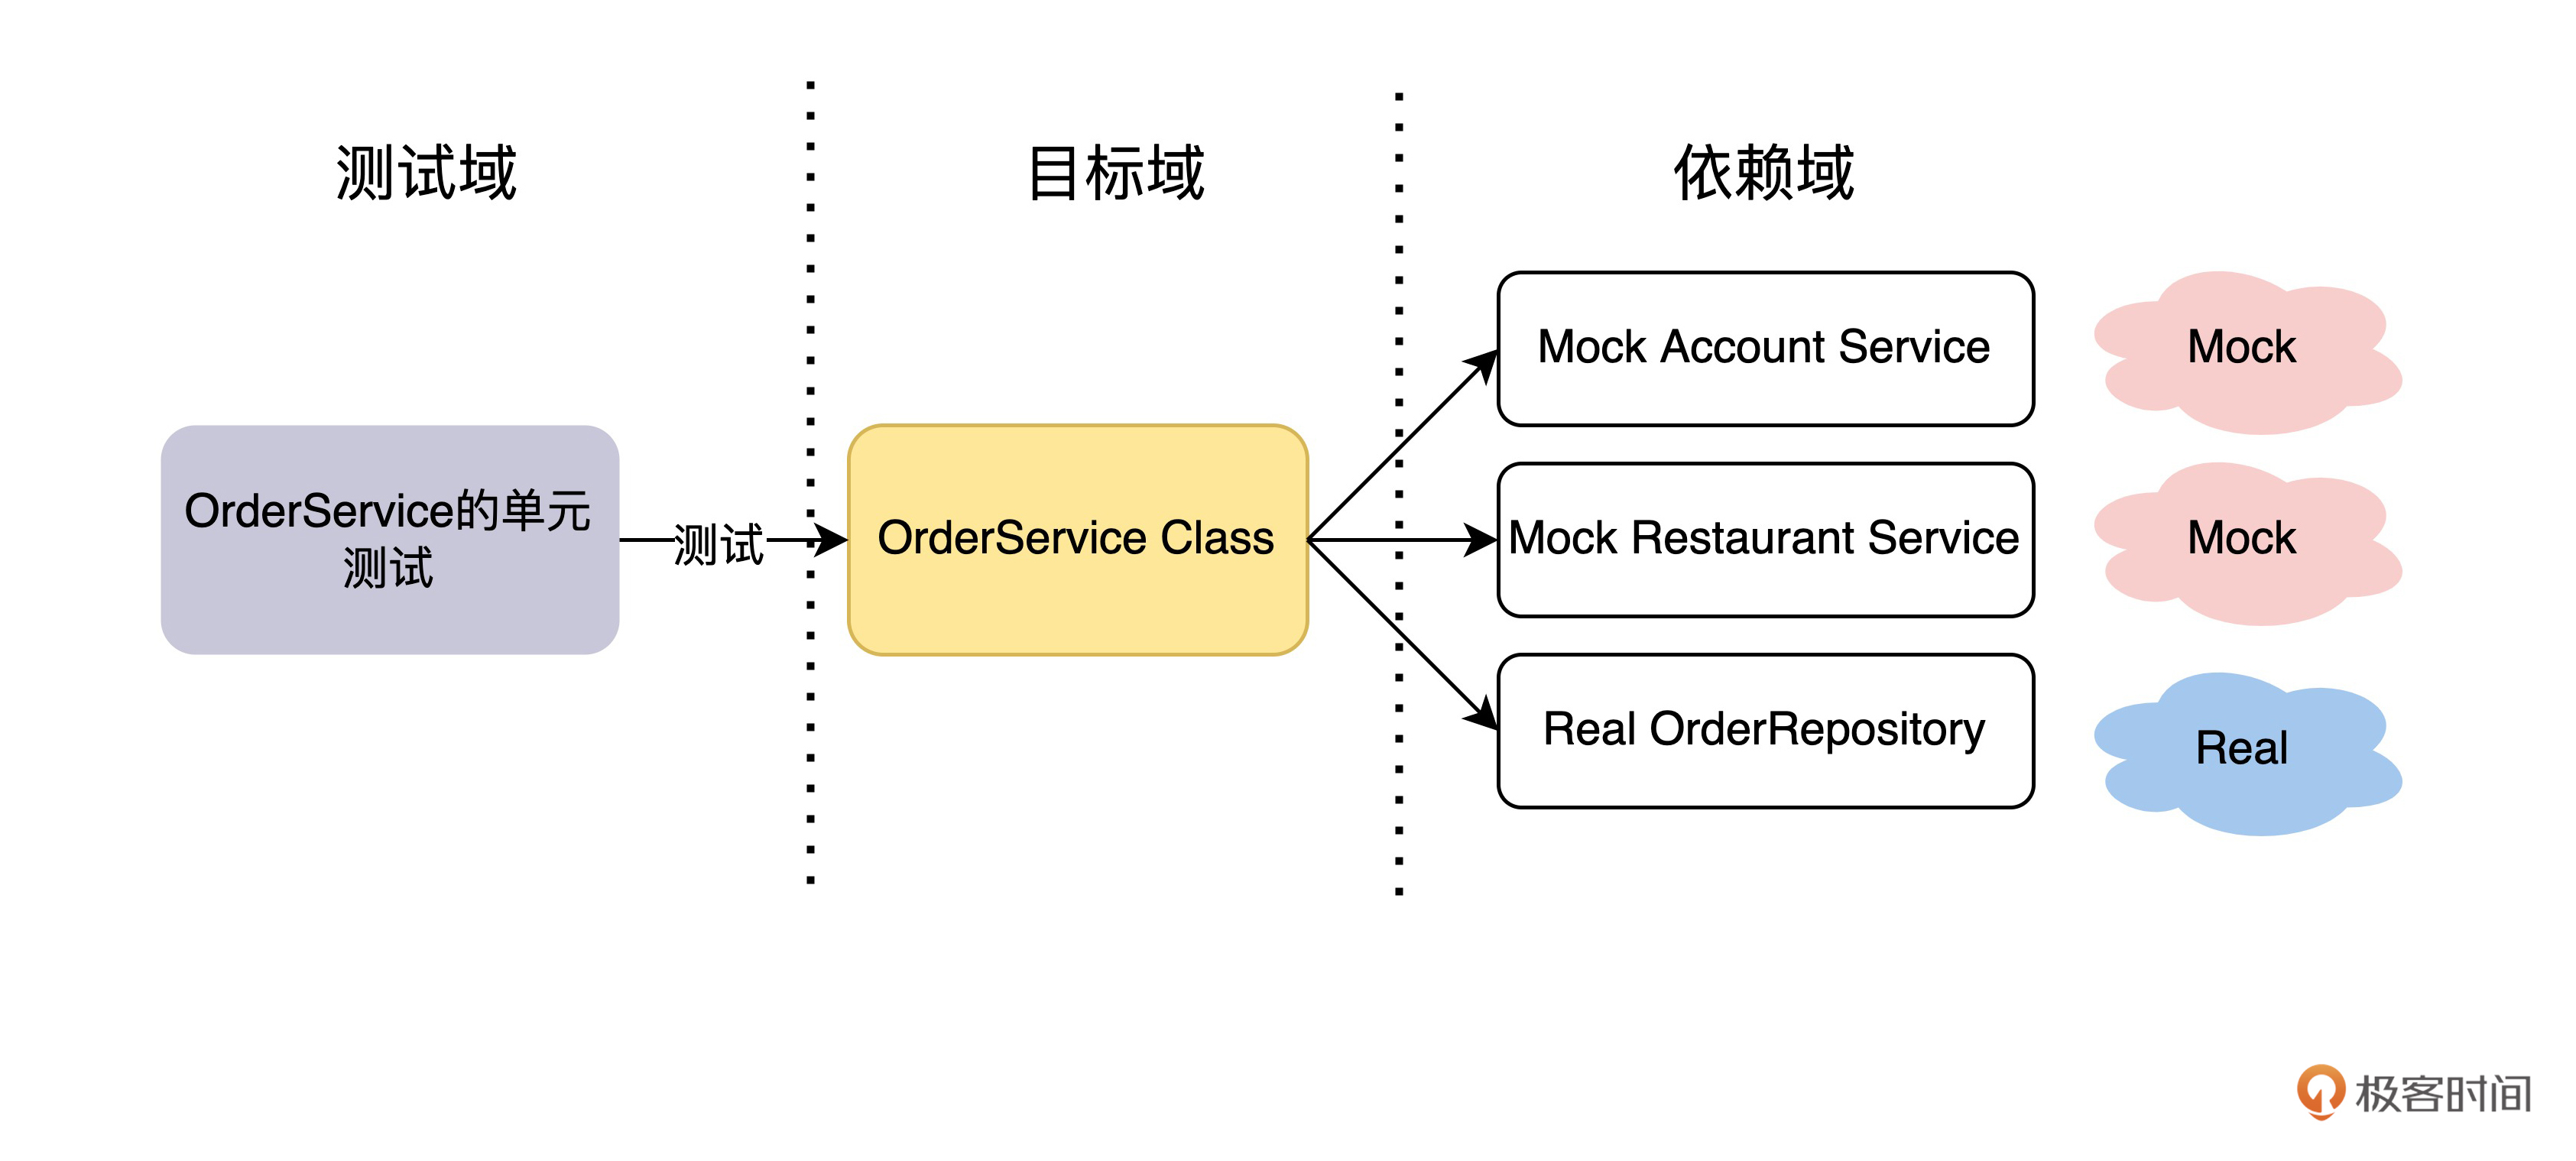 测试域
目标域
依赖域
OrderService的单元
测试
测试
OrderService Class
Mock Account Service
Mock
Mock Restaurant Service
Mock
Real OrderRepository
Real
极客时间